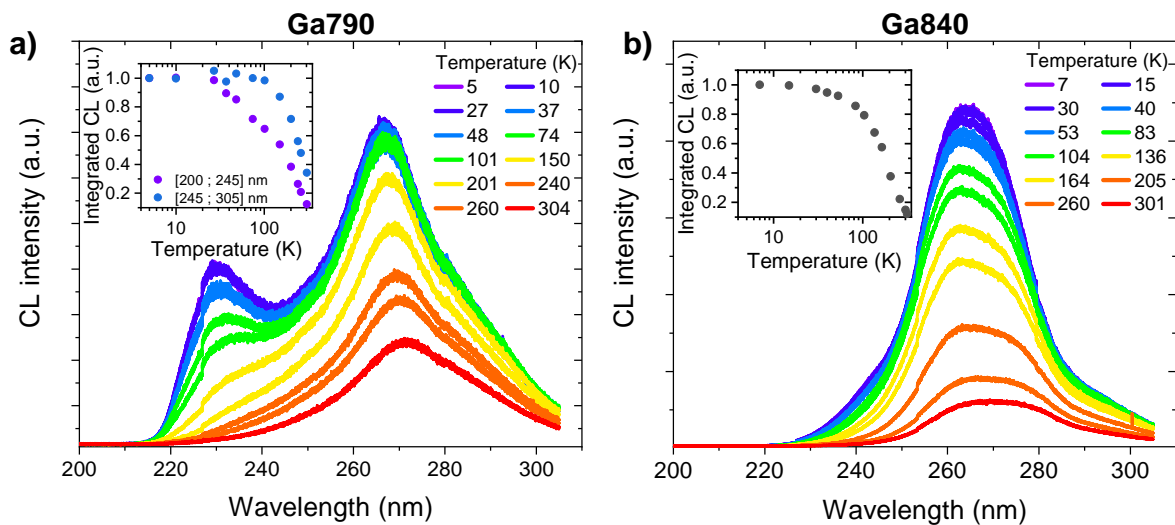 Ga790
a)
Temperature (K)
5 10
27 37
48 74
101 150
201 240
260 304
Integrated CL (a.u.)
1.0
0.8
0.6
0.4
0.2
[200 ; 245] nm
[245 ; 305] nm
10 100
Temperature (K)
CL intensity (a.u.)
200 220 240 260 280 300
Wavelength (nm)
Ga840
b)
Temperature (K)
7 15
30 40
53 83
104 136
164 205
260 301
Integrated CL (a.u.)
1.0
0.8
0.6
0.4
0.2
10 100
Temperature (K)
CL intensity (a.u.)
200 220 240 260 280 300
Wavelength (nm)